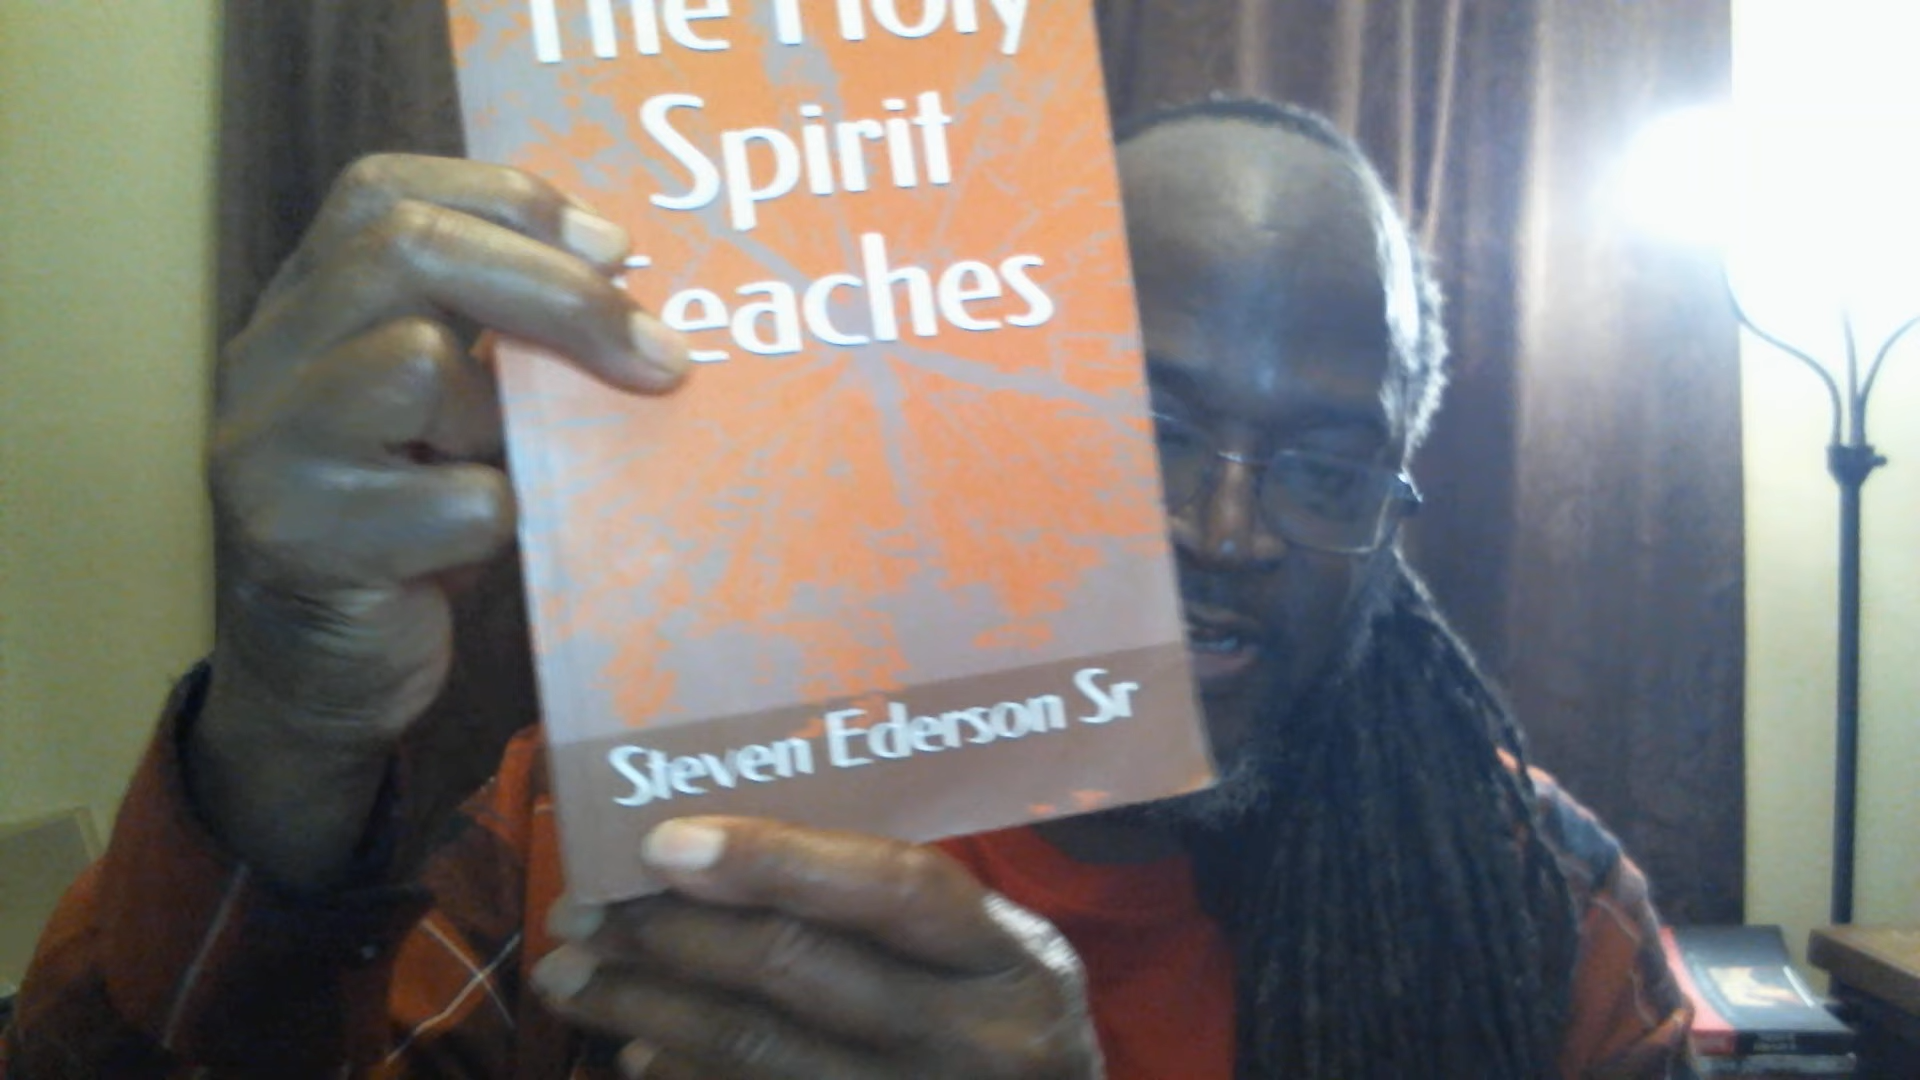 The Holy
Spirit
Teaches
Steven Ederson Sr